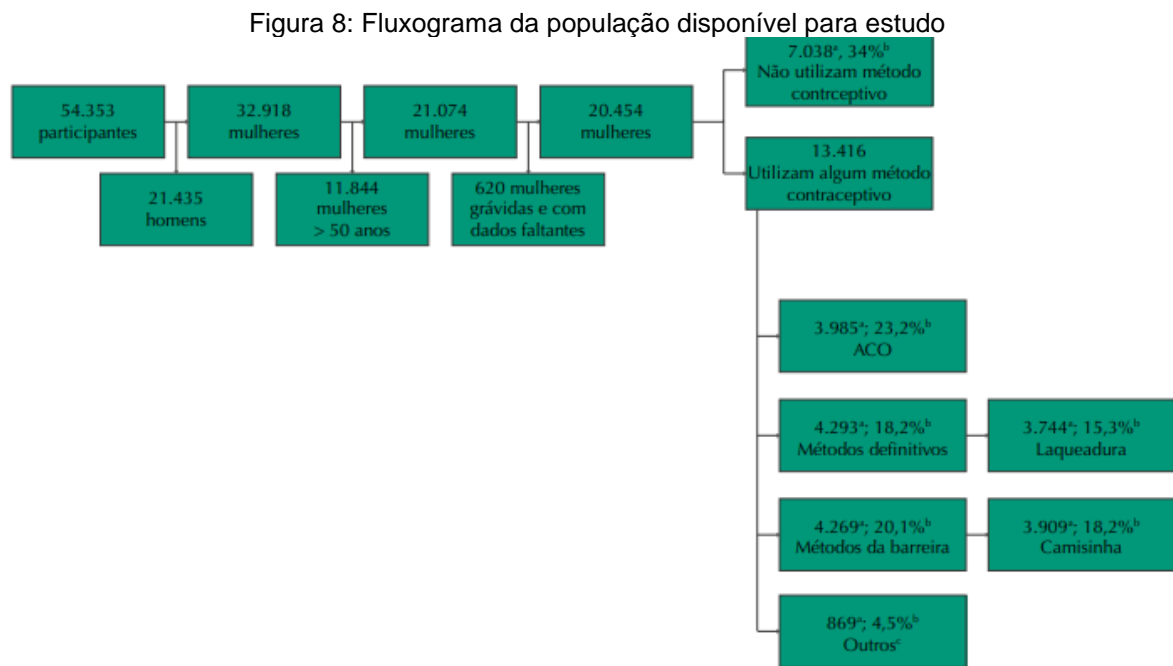 Figura 8: Fluxograma da população disponível para estudo
7.038ª, 34%ᵇ
Não utilizam método
contrceptivo
54.353
participantes
32.918
mulheres
21.074
mulheres
20.454
mulheres
13.416
Utilizam algum método
contraceptivo
21.435
homens
11.844
mulheres
> 50 anos
620 mulheres
grávidas e com
dados faltantes
3.985ª; 23,2%ᵇ
ACO
4.293ª; 18,2%ᵇ
Métodos definitivos
3.744ª; 15,3%ᵇ
Laqueadura
4.269ª; 20,1%ᵇ
Métodos da barreira
3.909ª; 18,2%ᵇ
Camisinha
869ª; 4,5%ᵇ
Outrosᶜ